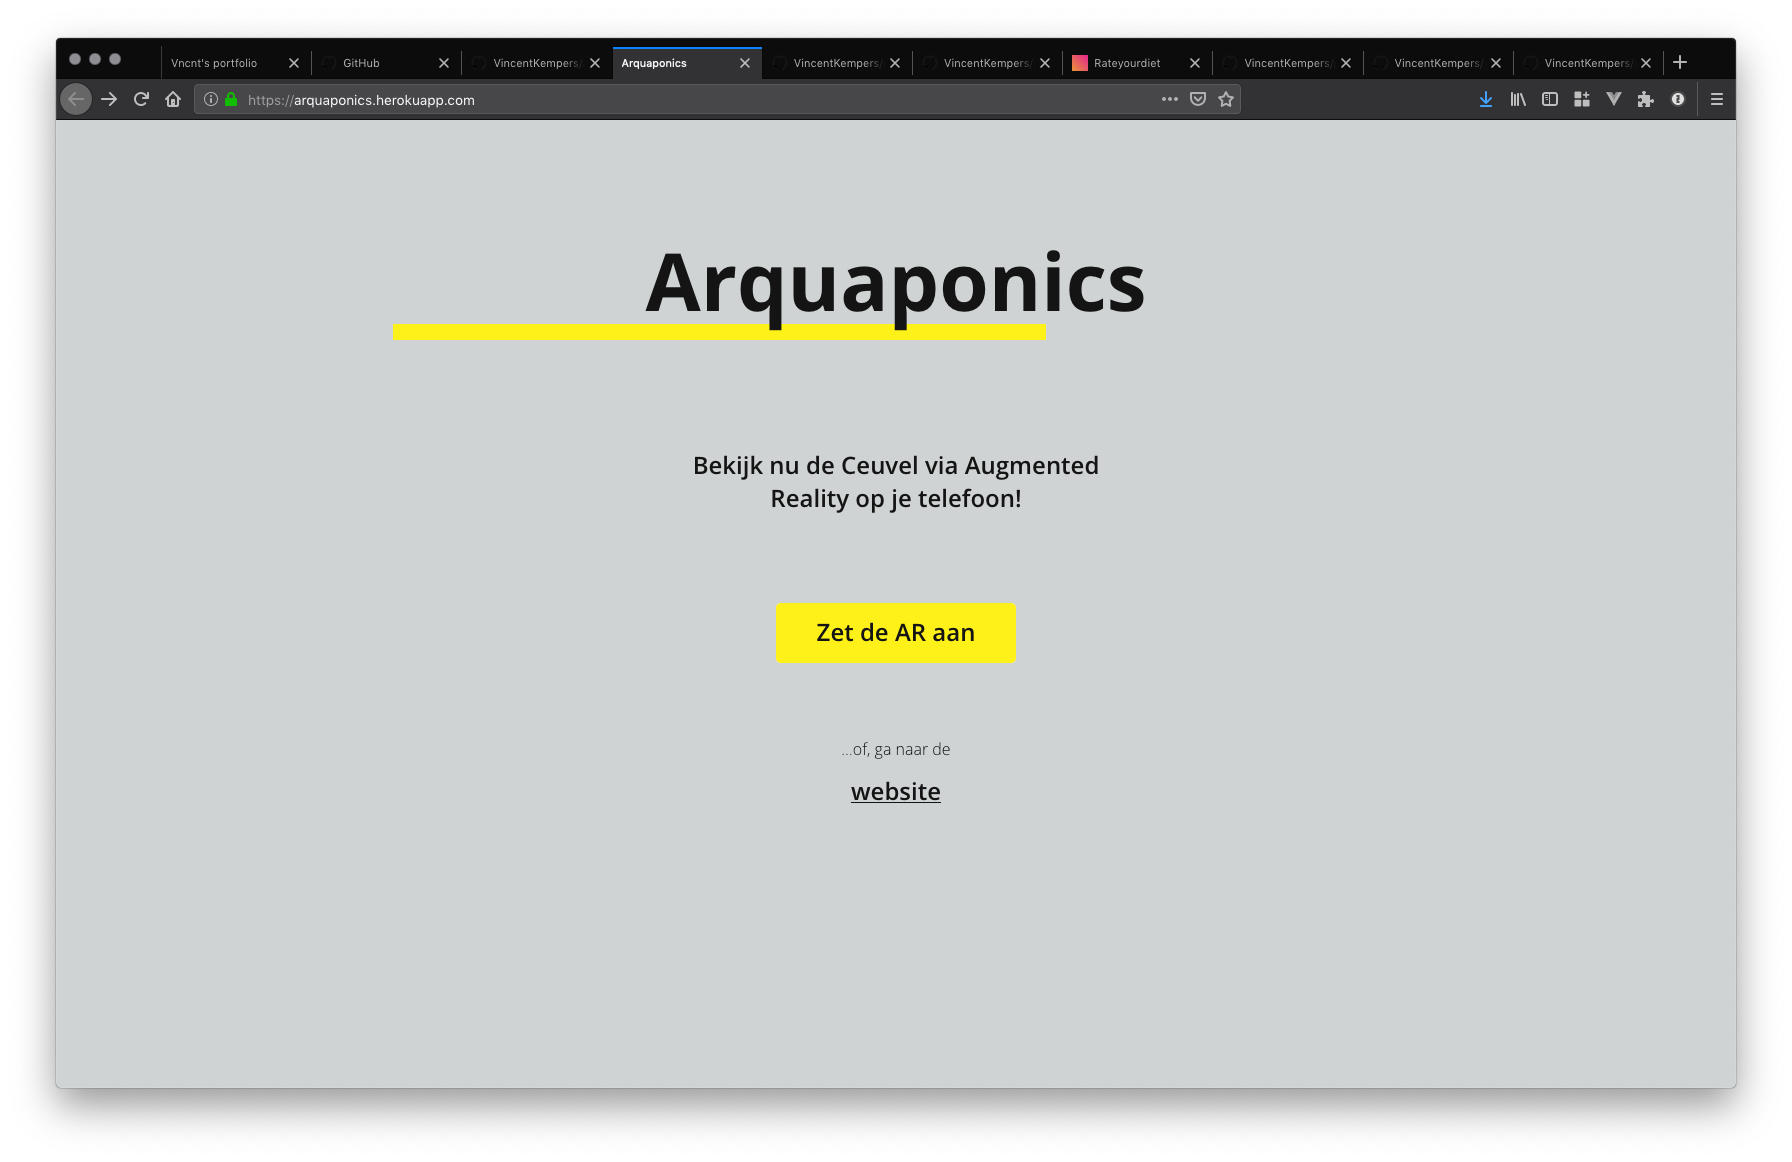 Vncnt's portfolio
GitHub
VincentKempers/
Arquaponics
VincentKempers/
VincentKempers/
Rateyourdiet
VincentKempers/
VincentKempers/
VincentKempers/
https://arquaponics.herokuapp.com
Arquaponics
Bekijk nu de Ceuvel via Augmented
Reality op je telefoon!
Zet de AR aan
...of, ga naar de
website